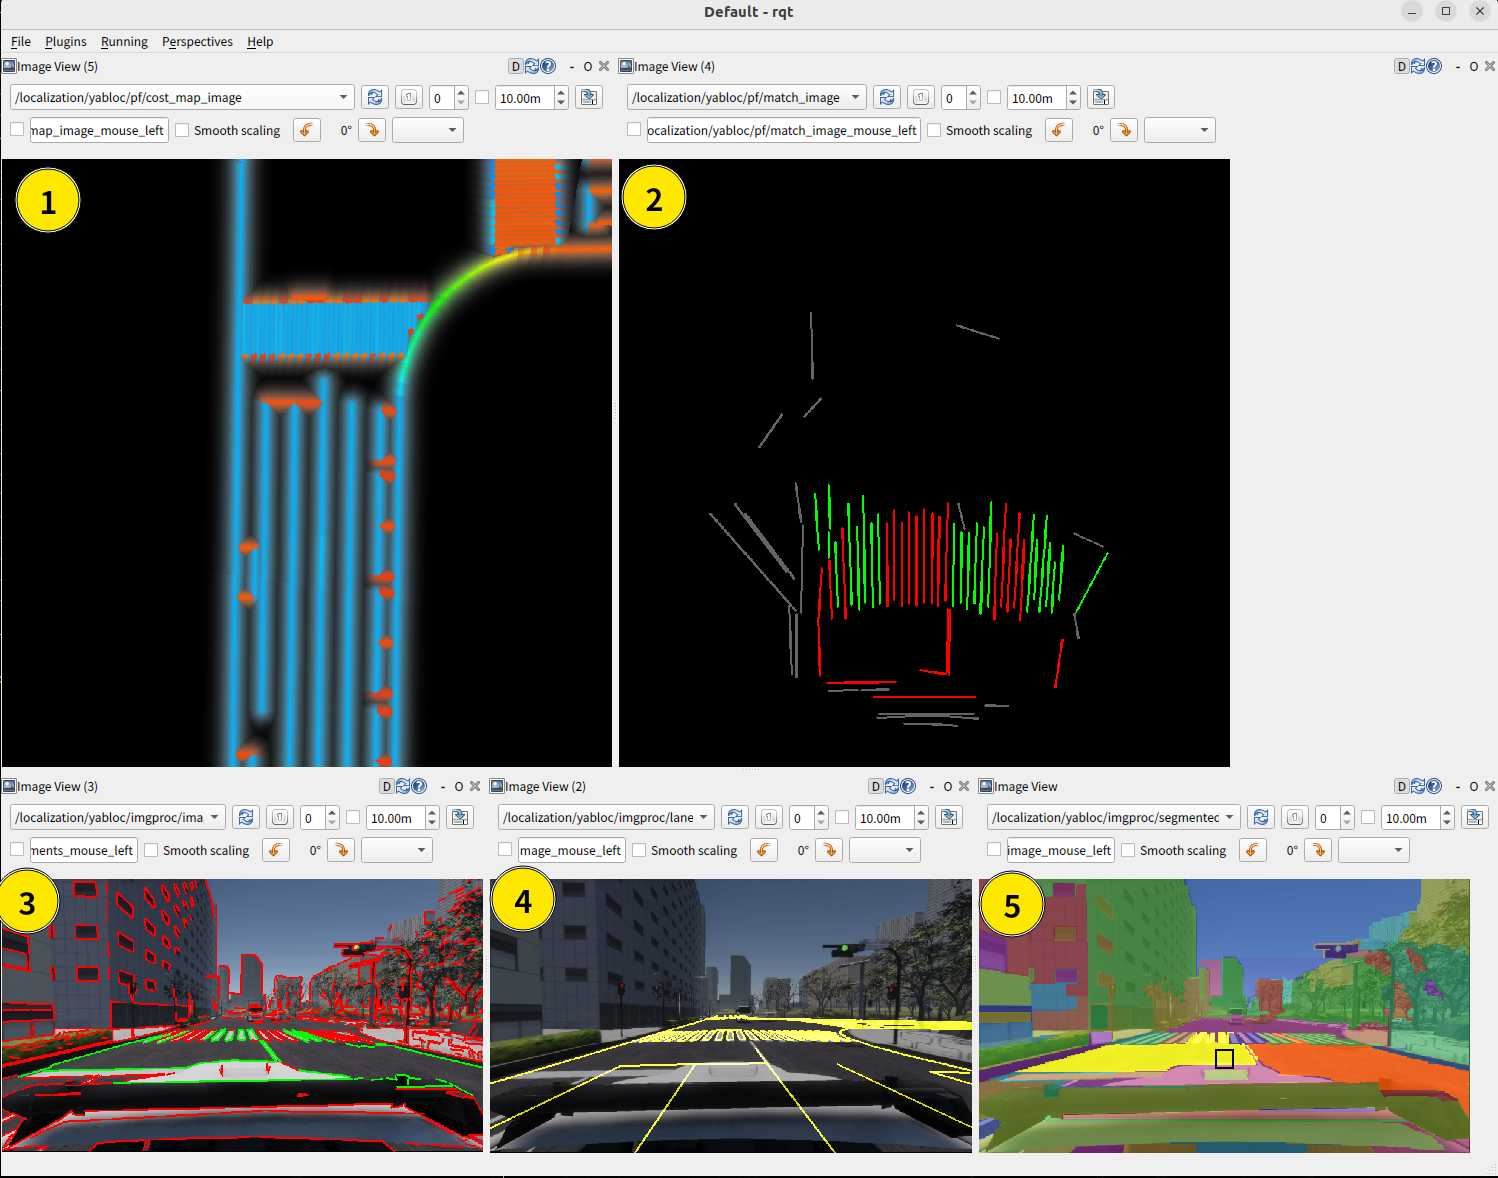 Default - rqt
File Plugins Running Perspectives Help
Image View (5) D - O
Image View (4) D - O
/localization/yabloc/pf/cost_map_image 0 10.00m
/localization/yabloc/pf/match_image 0 10.00m
nap_image_mouse_left Smooth scaling 0°
ocalization/yabloc/pf/match_image_mouse_left Smooth scaling 0°
1
2
Image View (3) D - O
Image View (2) D - O
Image View D - O
/localization/yabloc/imgproc/ima 0 10.00m
/localization/yabloc/imgproc/lane 0 10.00m
/localization/yabloc/imgproc/segmented 0 10.00m
nents_mouse_left Smooth scaling 0°
mage_mouse_left Smooth scaling 0°
image_mouse_left Smooth scaling 0°
3
4
5